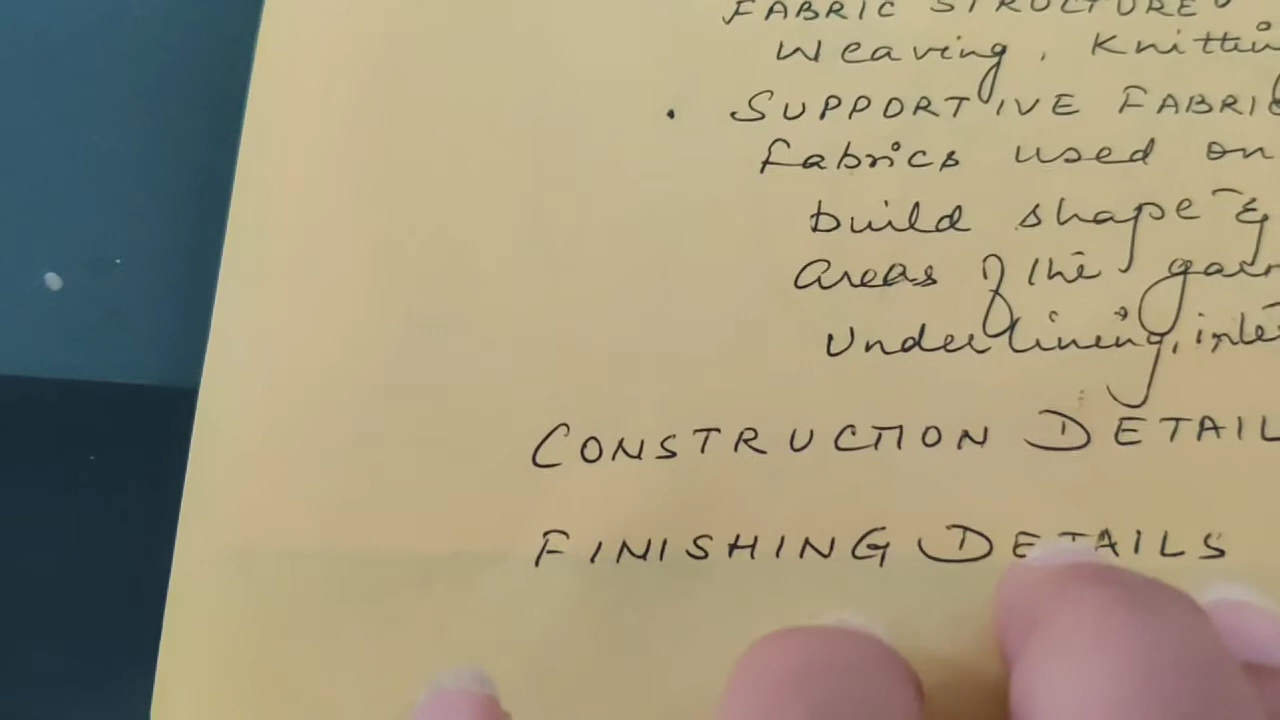 FABRIC STRUCTURE
Weaving, Knittin
. SUPPORTIVE FABRIC
Fabrics used on
build shape &
areas of the garm
Underlining, inte
CONSTRUCTION DETAIL
FINISHING DETAILS